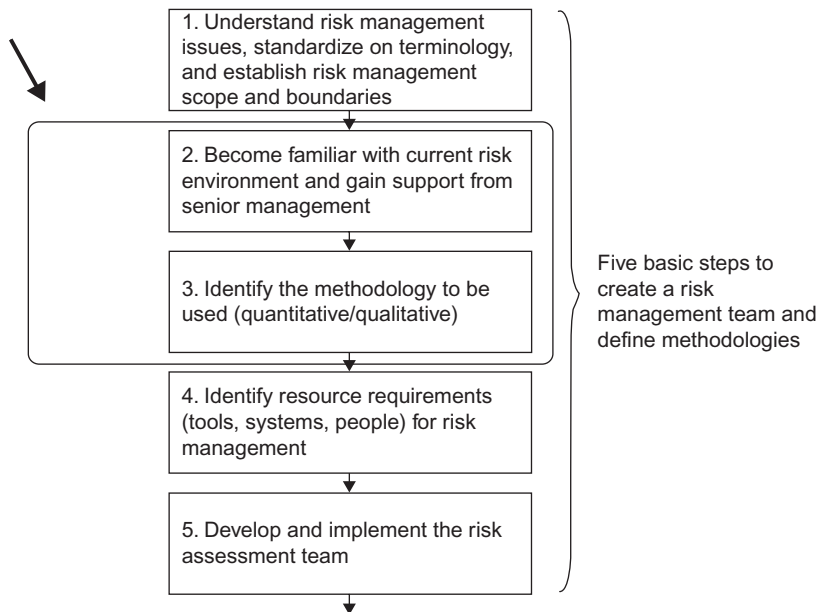 1. Understand risk management
issues, standardize on terminology,
and establish risk management
scope and boundaries
2. Become familiar with current risk
environment and gain support from
senior management
3. Identify the methodology to be
used (quantitative/qualitative)
4. Identify resource requirements
(tools, systems, people) for risk
management
5. Develop and implement the risk
assessment team
Five basic steps to
create a risk
management team and
define methodologies